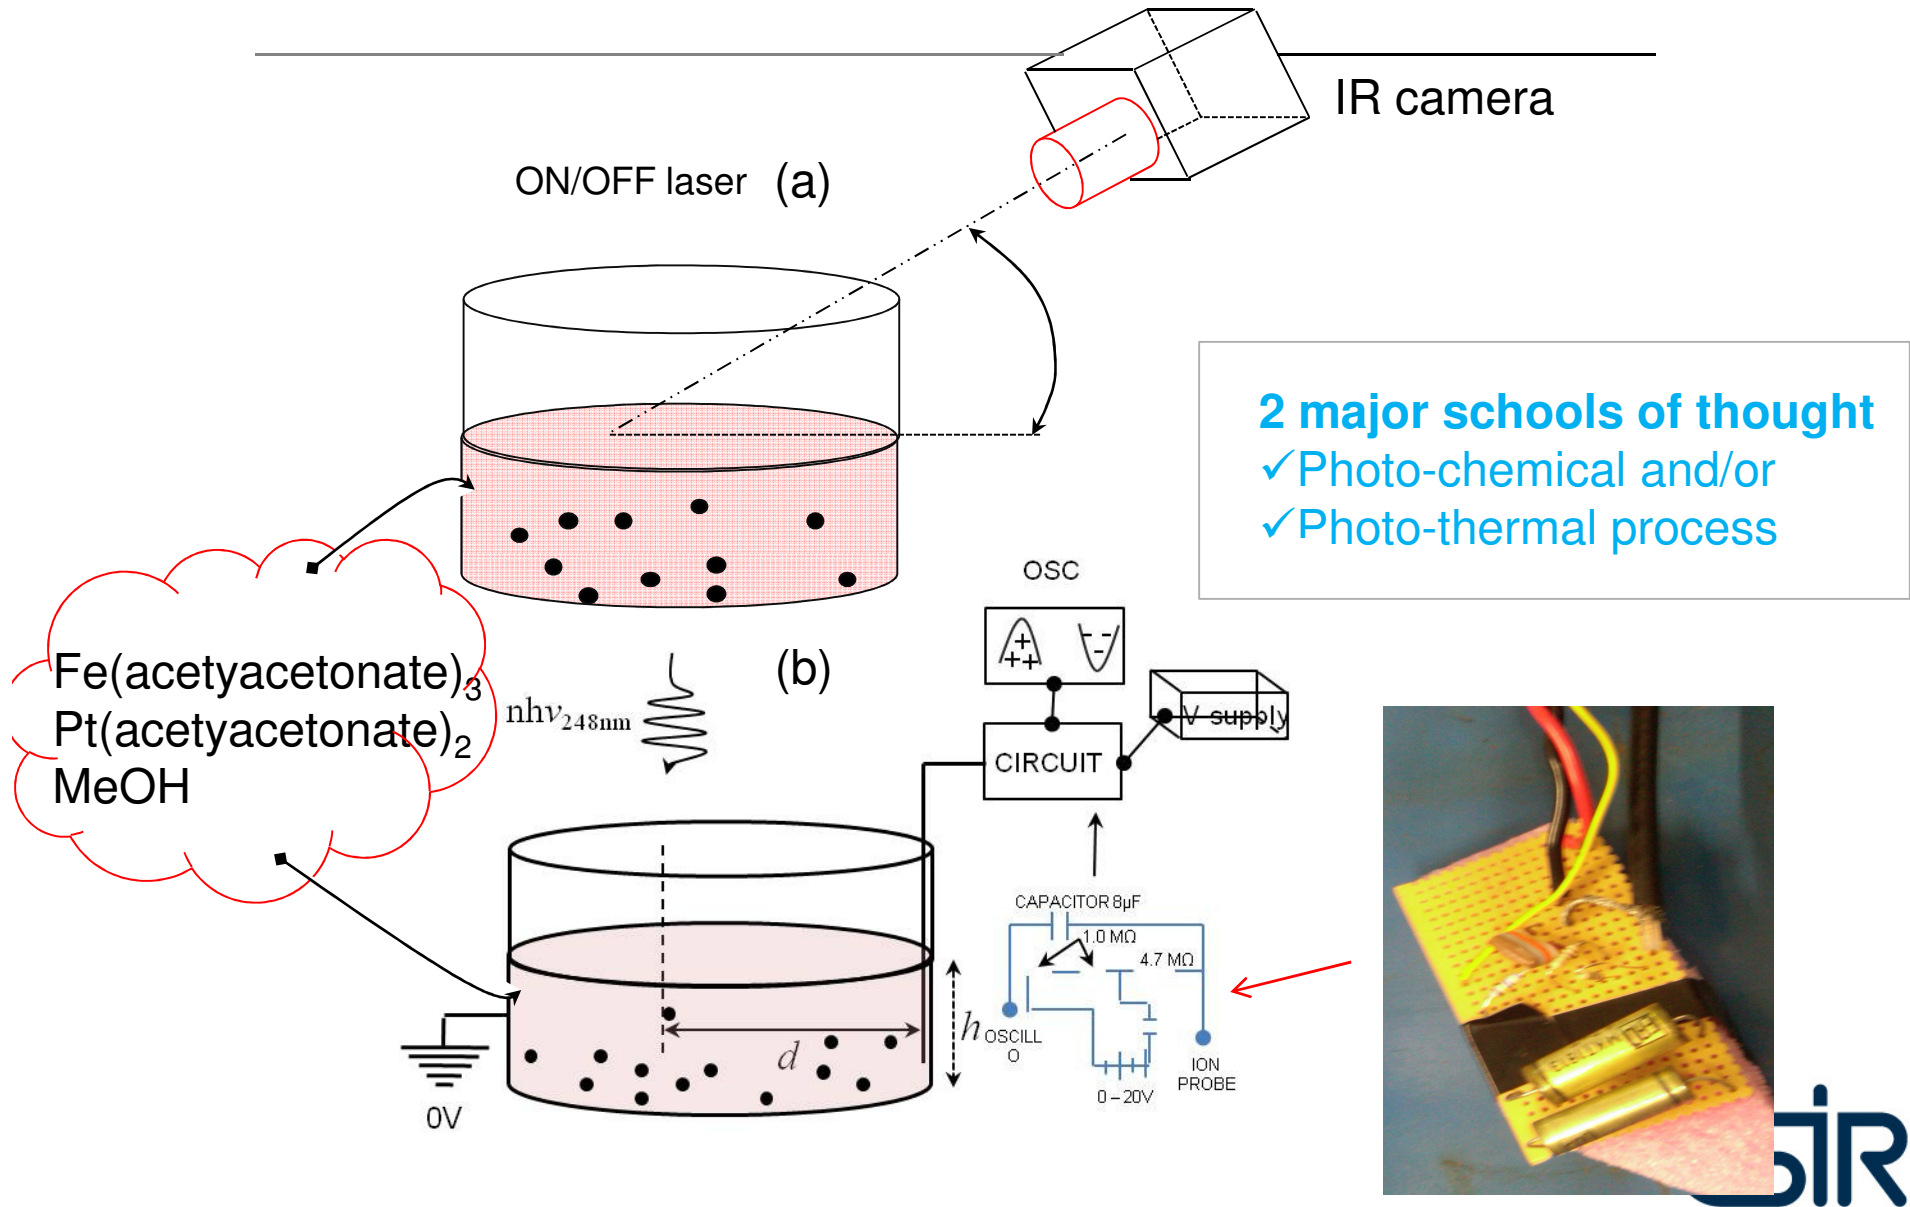 IR camera
ON/OFF laser (a)
2 major schools of thought
✓Photo-chemical and/or
✓Photo-thermal process
OSC
+
++
- -
-
Fe(acetyacetonate)3
Pt(acetyacetonate)2
MeOH
(b)
nhν248nm
V supply
CIRCUIT
CAPACITOR 8µF
1.0 MΩ
4.7 MΩ
h
d
OSCILL
O
ION
PROBE
0 – 20V
0V